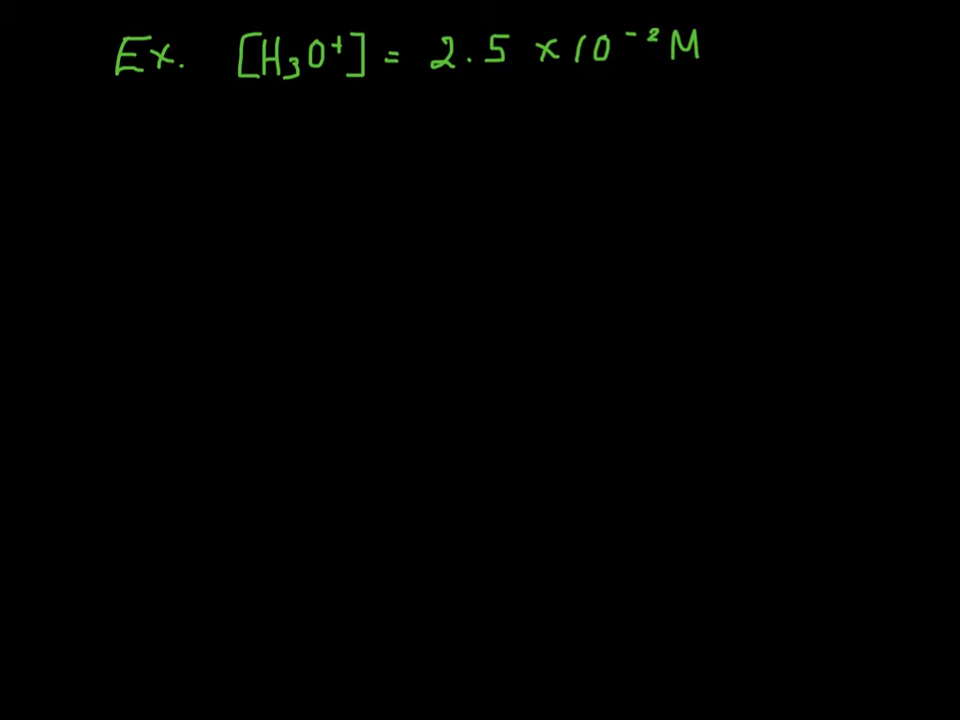 Ex. [H₃O⁺] = 2.5 × 10⁻² M